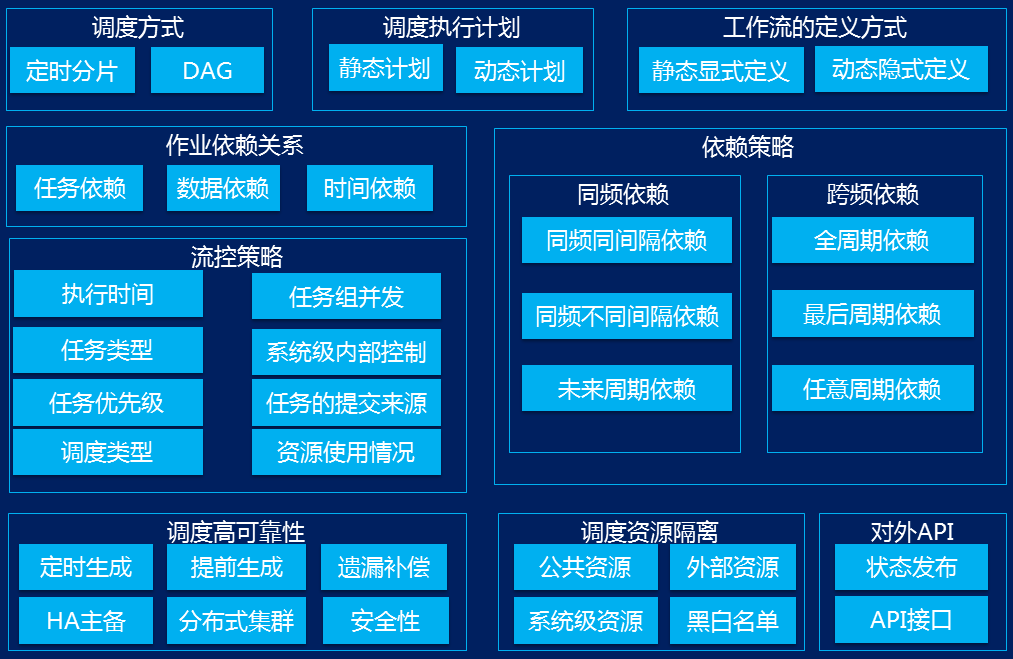 调度方式
定时分片
DAG
调度执行计划
静态计划
动态计划
工作流的定义方式
静态显式定义
动态隐式定义
作业依赖关系
任务依赖
数据依赖
时间依赖
依赖策略
同频依赖
同频同间隔依赖
同频不同间隔依赖
未来周期依赖
跨频依赖
全周期依赖
最后周期依赖
任意周期依赖
流控策略
执行时间
任务组并发
任务类型
系统级内部控制
任务优先级
任务的提交来源
调度类型
资源使用情况
调度高可靠性
定时生成
提前生成
遗漏补偿
HA主备
分布式集群
安全性
调度资源隔离
公共资源
外部资源
系统级资源
黑白名单
对外API
状态发布
API接口